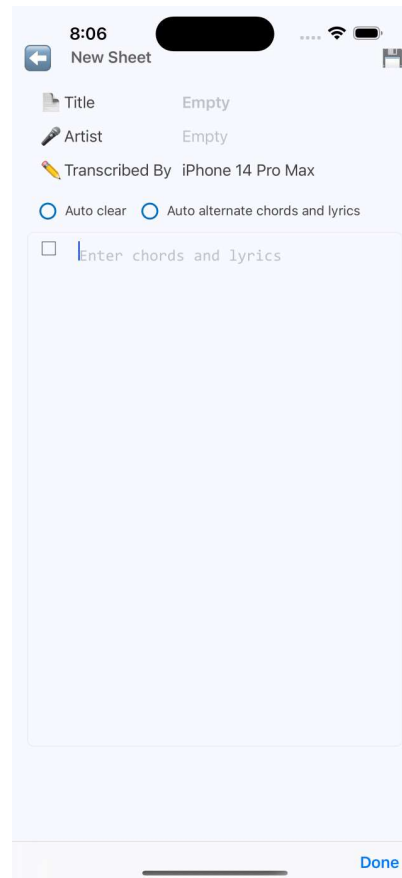 8:06
New Sheet
Title Empty
Artist Empty
Transcribed By iPhone 14 Pro Max
Auto clear Auto alternate chords and lyrics
Enter chords and lyrics
Done